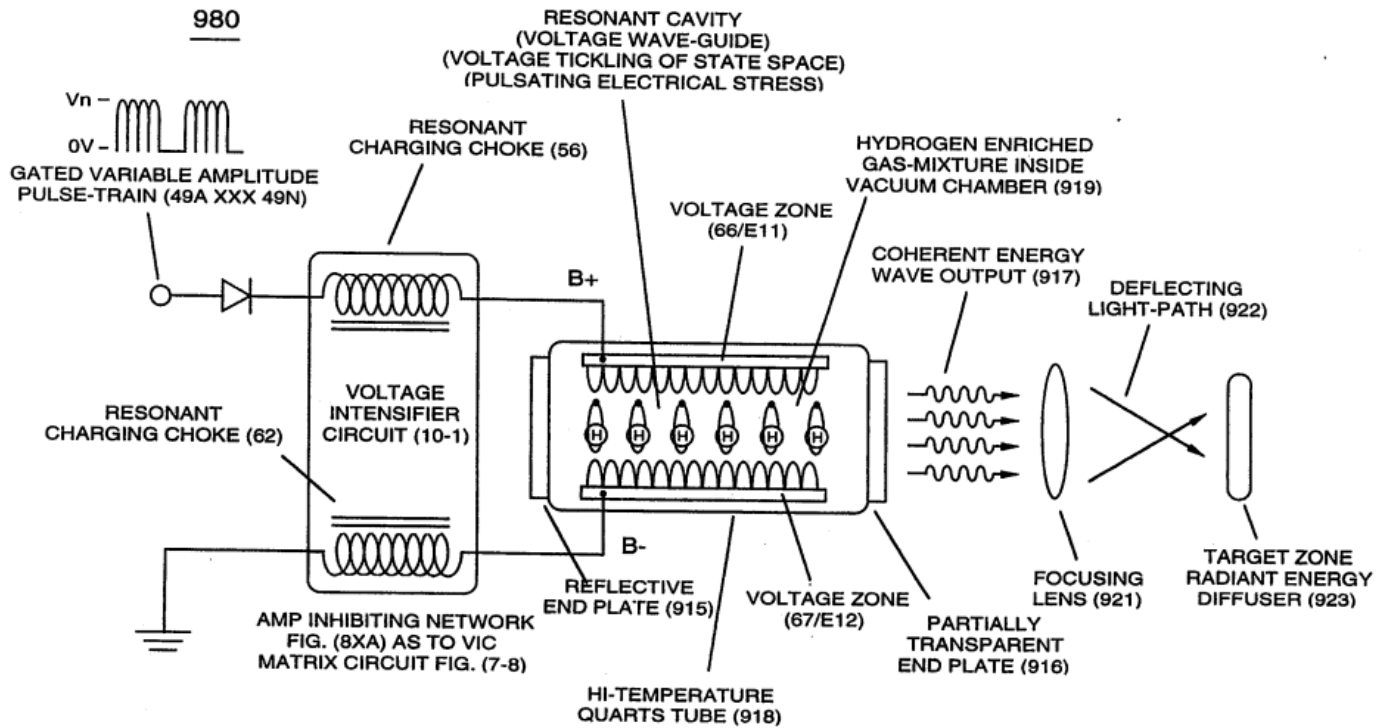 980
RESONANT CAVITY
(VOLTAGE WAVE-GUIDE)
(VOLTAGE TICKLING OF STATE SPACE)
(PULSATING ELECTRICAL STRESS)
Vn
0V
GATED VARIABLE AMPLITUDE
PULSE-TRAIN (49A XXX 49N)
RESONANT
CHARGING CHOKE (56)
HYDROGEN ENRICHED
GAS-MIXTURE INSIDE
VACUUM CHAMBER (919)
VOLTAGE ZONE
(66/E11)
COHERENT ENERGY
WAVE OUTPUT (917)
DEFLECTING
LIGHT-PATH (922)
B+
VOLTAGE
INTENSIFIER
CIRCUIT (10-1)
RESONANT
CHARGING CHOKE (62)
H H H H H H
B-
REFLECTIVE
END PLATE (915)
VOLTAGE ZONE
(67/E12)
PARTIALLY
TRANSPARENT
END PLATE (916)
FOCUSING
LENS (921)
TARGET ZONE
RADIANT ENERGY
DIFFUSER (923)
AMP INHIBITING NETWORK
FIG. (8XA) AS TO VIC
MATRIX CIRCUIT FIG. (7-8)
HI-TEMPERATURE
QUARTS TUBE (918)